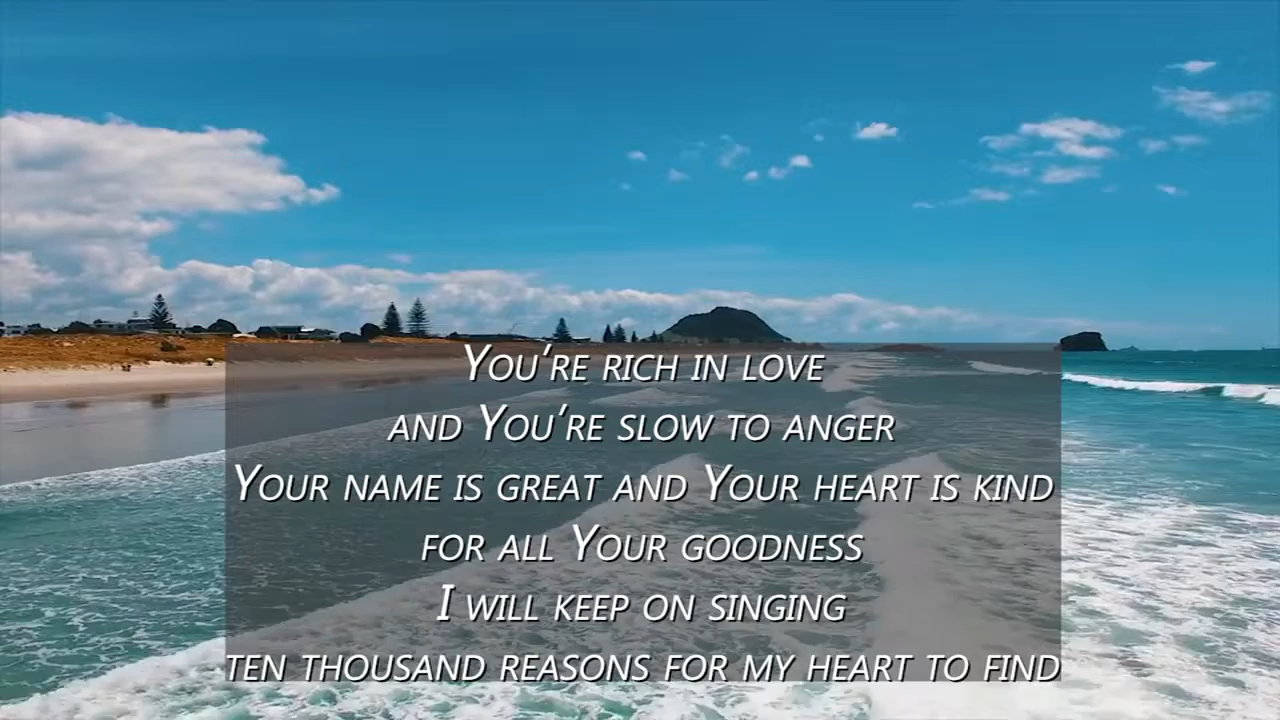 You're rich in love
and You're slow to anger
Your name is great and Your heart is kind
for all Your goodness
I will keep on singing
ten thousand reasons for my heart to find